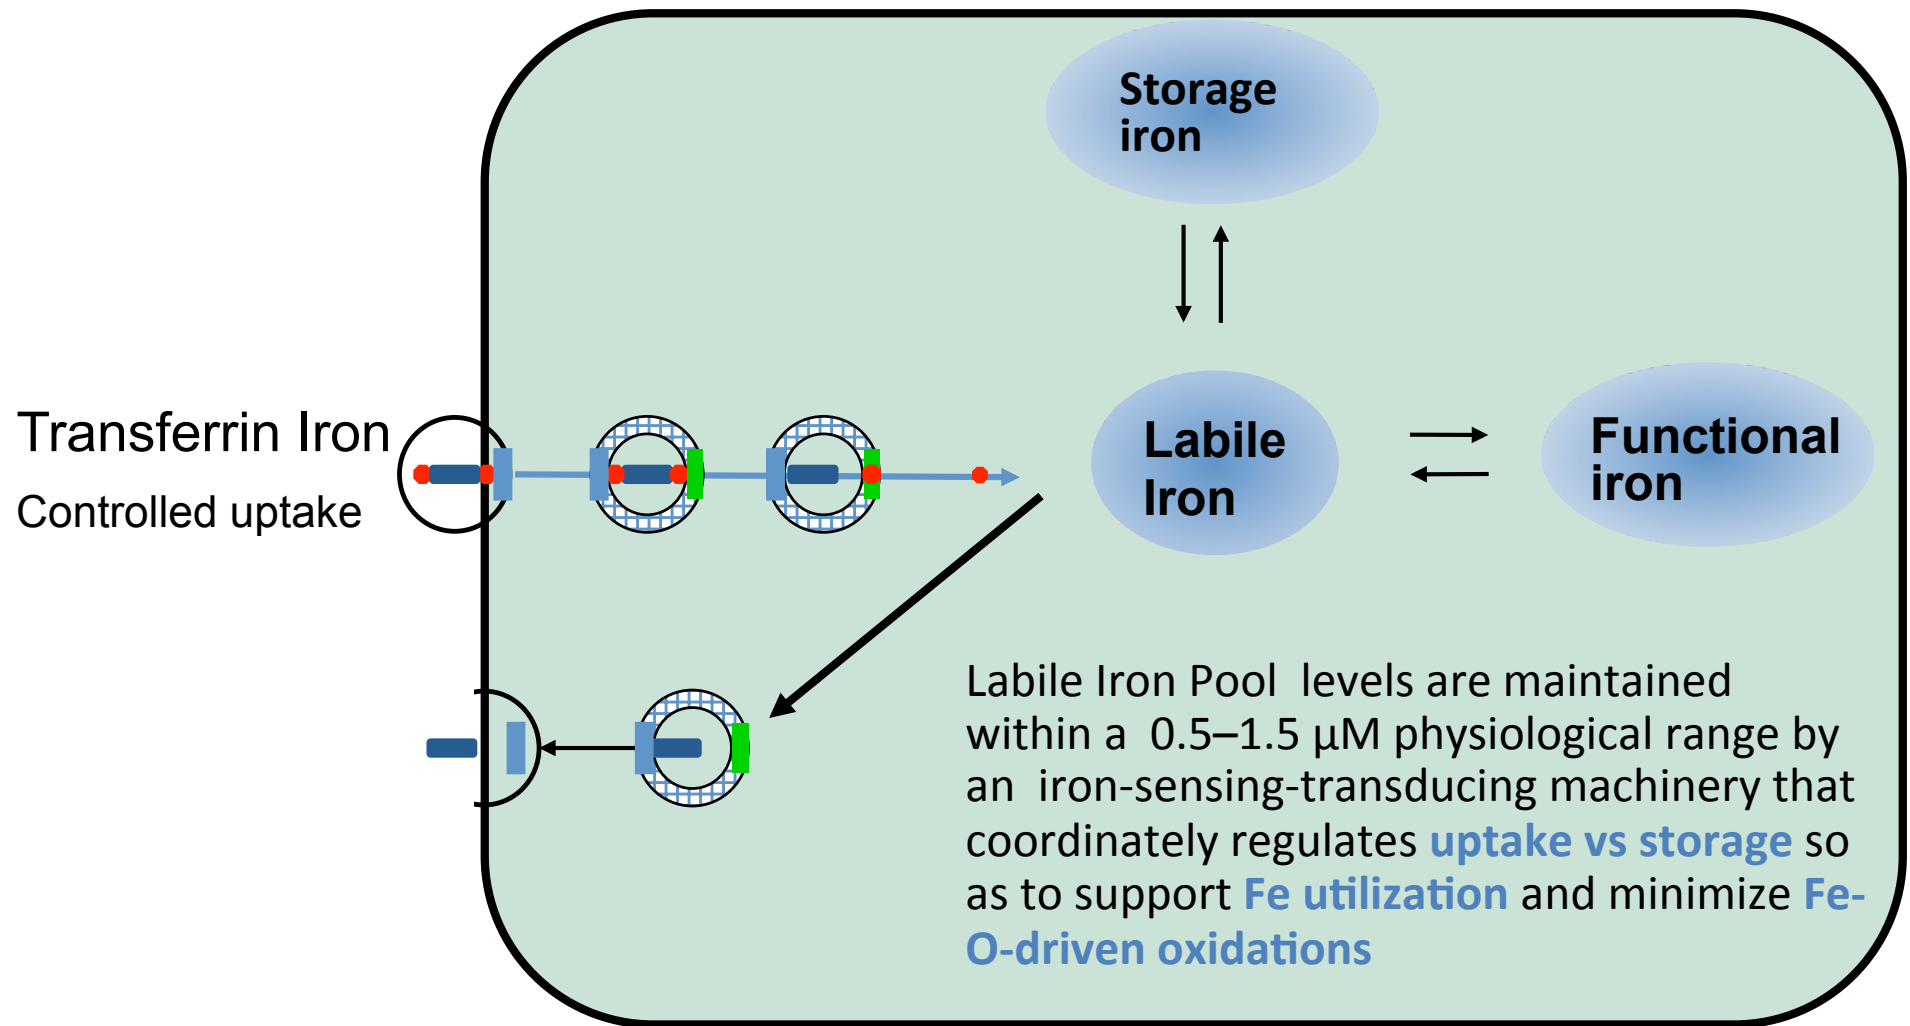 Storage
iron
Transferrin Iron
Controlled uptake
Labile
Iron
Functional
iron
Labile Iron Pool  levels are maintained
within a  0.5–1.5 µM physiological range by
an  iron-sensing-transducing machinery that
coordinately regulates uptake vs storage so
as to support Fe utilization and minimize Fe-
O-driven oxidations